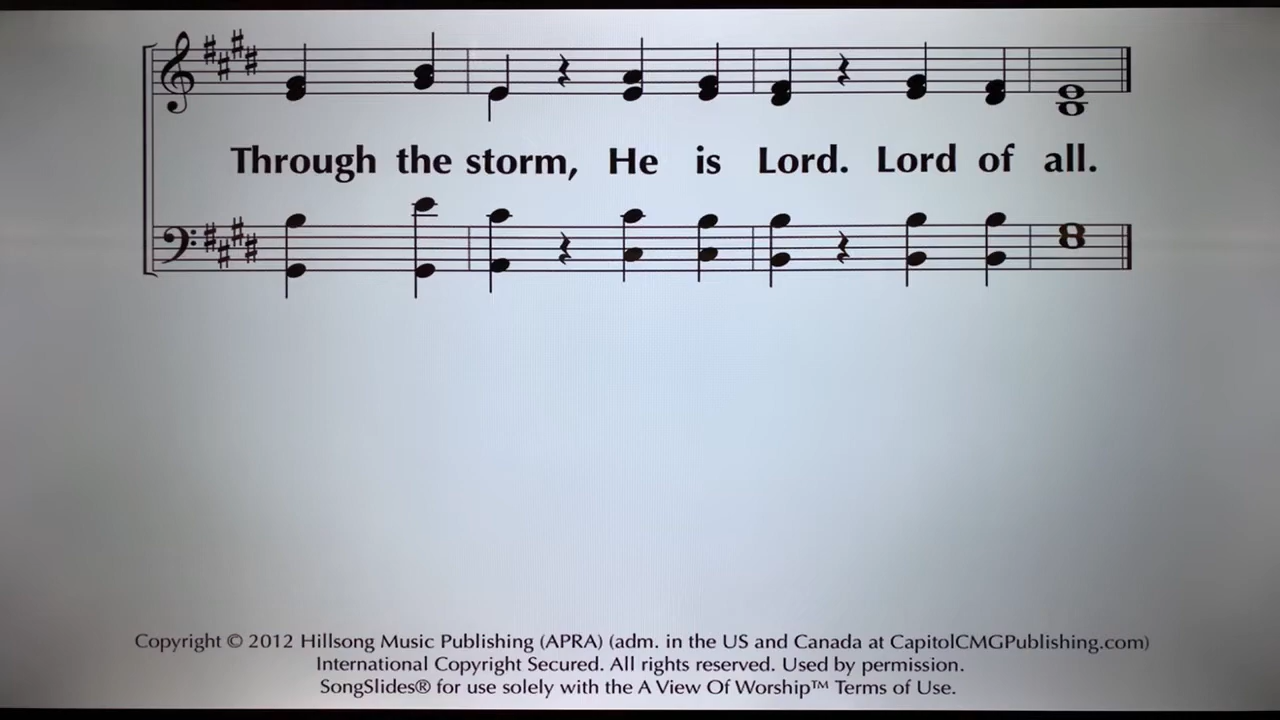 Through the storm, He is Lord. Lord of all.
Copyright © 2012 Hillsong Music Publishing (APRA) (adm. in the US and Canada at CapitolCMGPublishing.com)
International Copyright Secured. All rights reserved. Used by permission.
SongSlides® for use solely with the A View Of Worship™ Terms of Use.